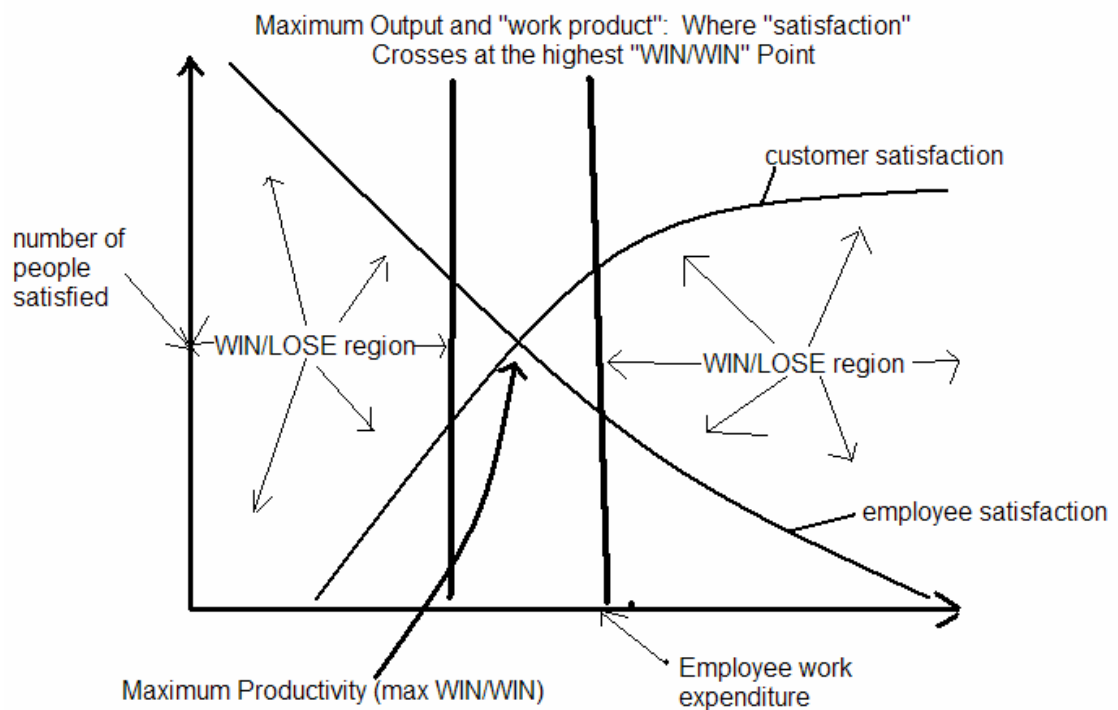 Maximum Output and "work product":  Where "satisfaction"
Crosses at the highest "WIN/WIN" Point
customer satisfaction
number of
people
satisfied
WIN/LOSE region
WIN/LOSE region
employee satisfaction
Maximum Productivity (max WIN/WIN)
Employee work
expenditure